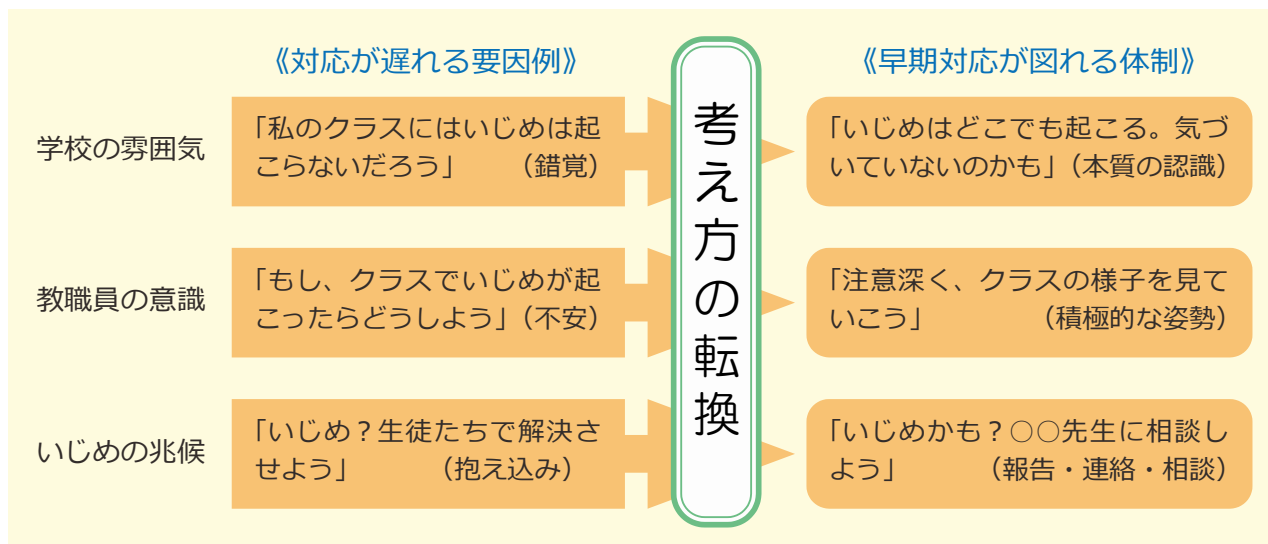 《対応が遅れる要因例》
《早期対応が図れる体制》
考え方の転換
学校の雰囲気
「私のクラスにはいじめは起
こらないだろう」 （錯覚）
「いじめはどこでも起こる。気づ
いていないのかも」（本質の認識）
教職員の意識
「もし、クラスでいじめが起
こったらどうしよう」（不安）
「注意深く、クラスの様子を見て
いこう」 （積極的な姿勢）
いじめの兆候
「いじめ？生徒たちで解決さ
せよう」 （抱え込み）
「いじめかも？○○先生に相談し
よう」 （報告・連絡・相談）